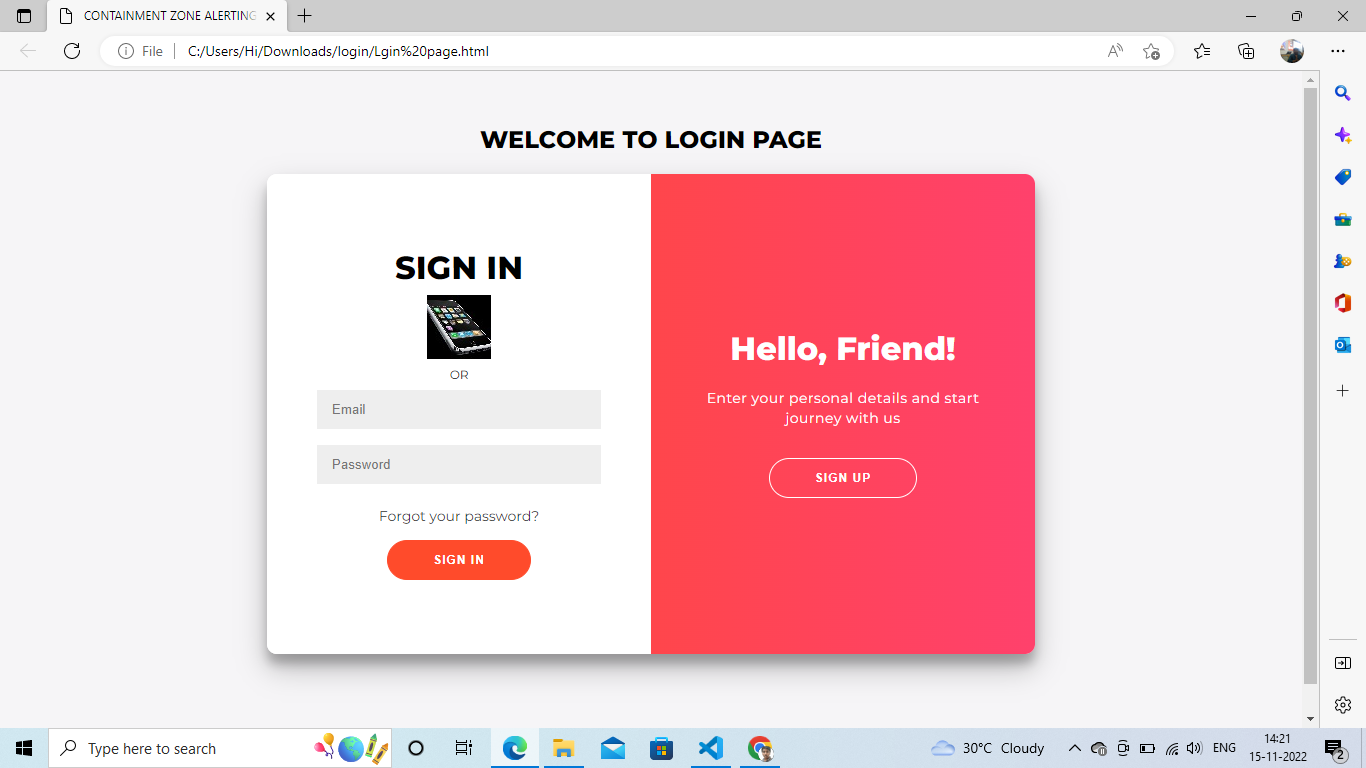 CONTAINMENT ZONE ALERTING
File
C:/Users/Hi/Downloads/login/Lgin%20page.html
WELCOME TO LOGIN PAGE
SIGN IN
OR
Email
Password
Forgot your password?
SIGN IN
Hello, Friend!
Enter your personal details and start
journey with us
SIGN UP
Type here to search
30°C Cloudy
ENG
14:21
15-11-2022
2